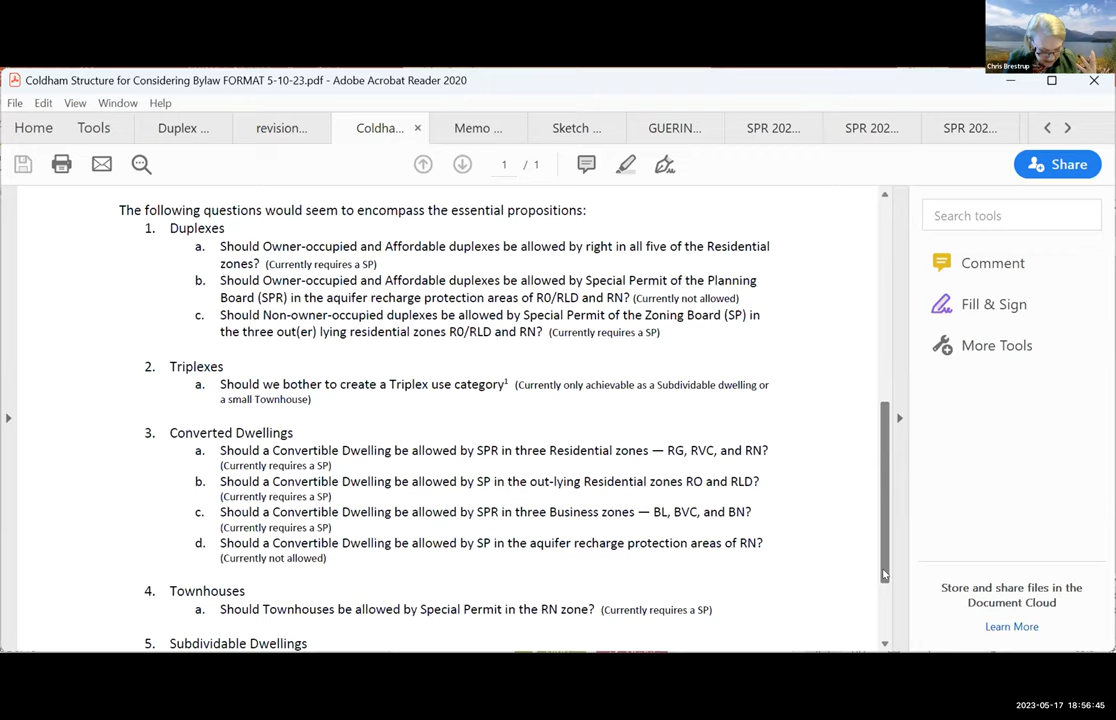 Chris Brestrup
Coldham Structure for Considering Bylaw FORMAT 5-10-23.pdf - Adobe Acrobat Reader 2020
File Edit View Window Help
Home Tools Duplex ... revision... Coldha... × Memo ... Sketch ... GUERIN... SPR 202... SPR 202... SPR 202...
1 / 1 Share
The following questions would seem to encompass the essential propositions:
1. Duplexes
a. Should Owner-occupied and Affordable duplexes be allowed by right in all five of the Residential
zones? (Currently requires a SP)
b. Should Owner-occupied and Affordable duplexes be allowed by Special Permit of the Planning
Board (SPR) in the aquifer recharge protection areas of R0/RLD and RN? (Currently not allowed)
c. Should Non-owner-occupied duplexes be allowed by Special Permit of the Zoning Board (SP) in
the three out(er) lying residential zones R0/RLD and RN? (Currently requires a SP)
2. Triplexes
a. Should we bother to create a Triplex use category¹ (Currently only achievable as a Subdividable dwelling or
a small Townhouse)
3. Converted Dwellings
a. Should a Convertible Dwelling be allowed by SPR in three Residential zones — RG, RVC, and RN?
(Currently requires a SP)
b. Should a Convertible Dwelling be allowed by SP in the out-lying Residential zones RO and RLD?
(Currently requires a SP)
c. Should a Convertible Dwelling be allowed by SPR in three Business zones — BL, BVC, and BN?
(Currently requires a SP)
d. Should a Convertible Dwelling be allowed by SP in the aquifer recharge protection areas of RN?
(Currently not allowed)
4. Townhouses
a. Should Townhouses be allowed by Special Permit in the RN zone? (Currently requires a SP)
5. Subdividable Dwellings
Search tools
Comment
Fill & Sign
More Tools
Store and share files in the
Document Cloud
Learn More
2023-05-17 18:56:45